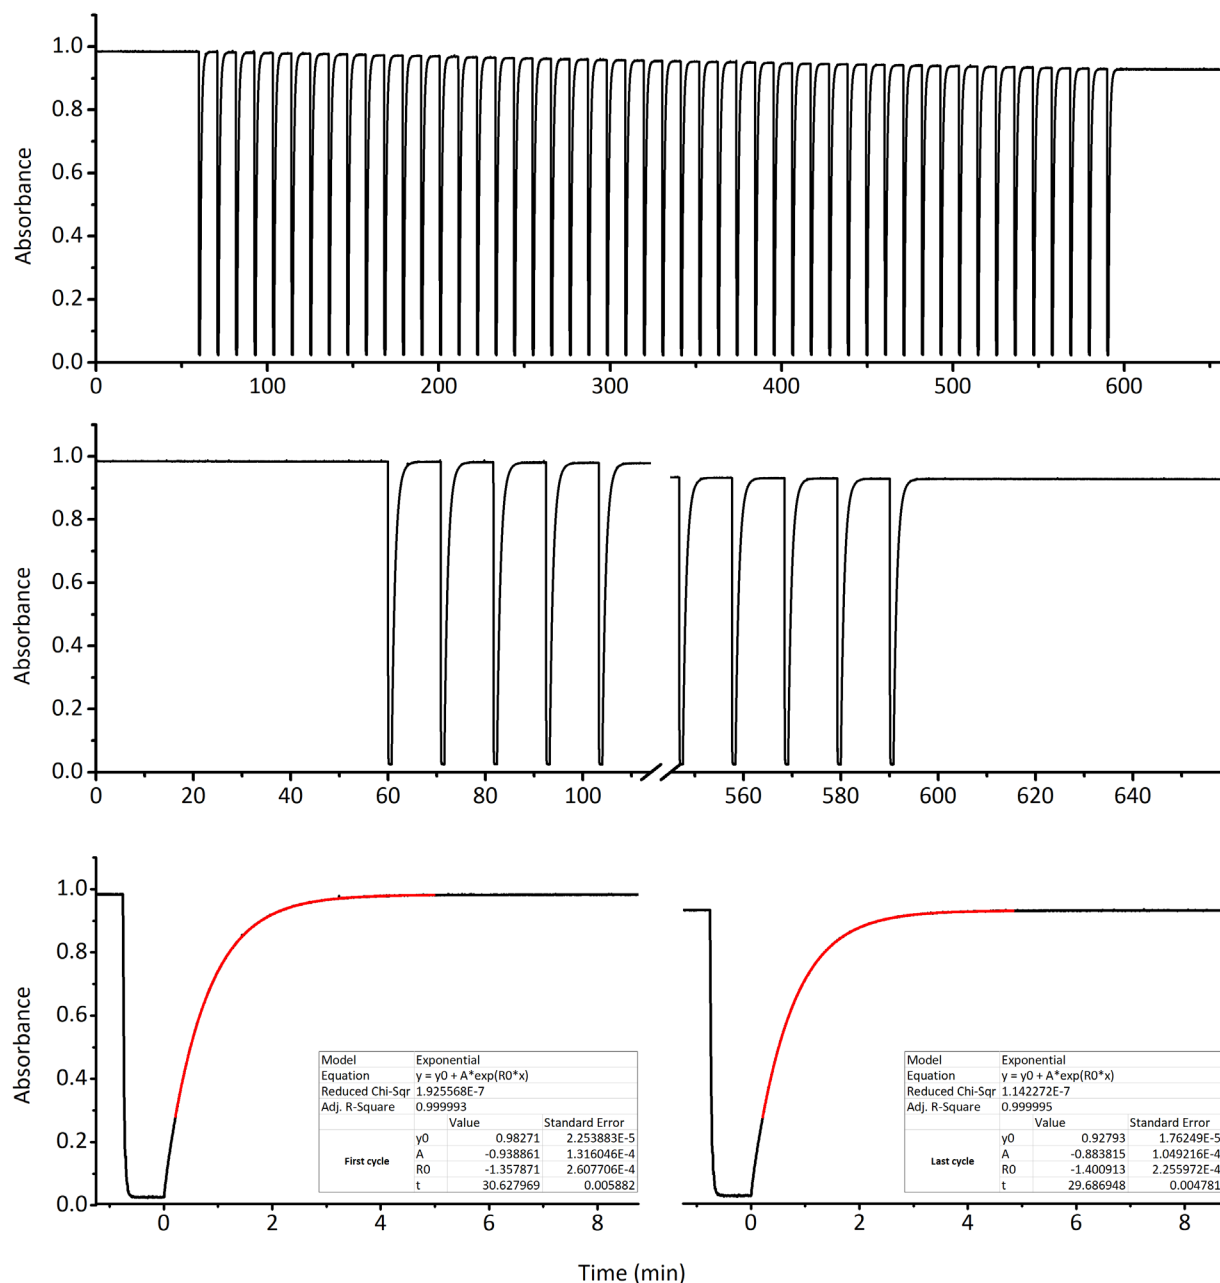 1.0
0.8
0.6
0.4
0.2
0.0
Absorbance
0 100 200 300 400 500 600
1.0
0.8
0.6
0.4
0.2
0.0
Absorbance
0 20 40 60 80 100 560 580 600 620 640
1.0
0.8
0.6
0.4
0.2
0.0
Absorbance
Model Exponential
Equation y = y0 + A*exp(R0*x)
Reduced Chi-Sqr 1.925568E-7
Adj. R-Square 0.999993
Value Standard Error
First cycle
y0 0.98271 2.253883E-5
A -0.938861 1.316046E-4
R0 -1.357871 2.607706E-4
t 30.627969 0.005882
Model Exponential
Equation y = y0 + A*exp(R0*x)
Reduced Chi-Sqr 1.142272E-7
Adj. R-Square 0.999995
Value Standard Error
Last cycle
y0 0.92793 1.76249E-5
A -0.883815 1.049216E-4
R0 -1.400913 2.255972E-4
t 29.686948 0.004781
0 2 4 6 8 0 2 4 6 8
Time (min)